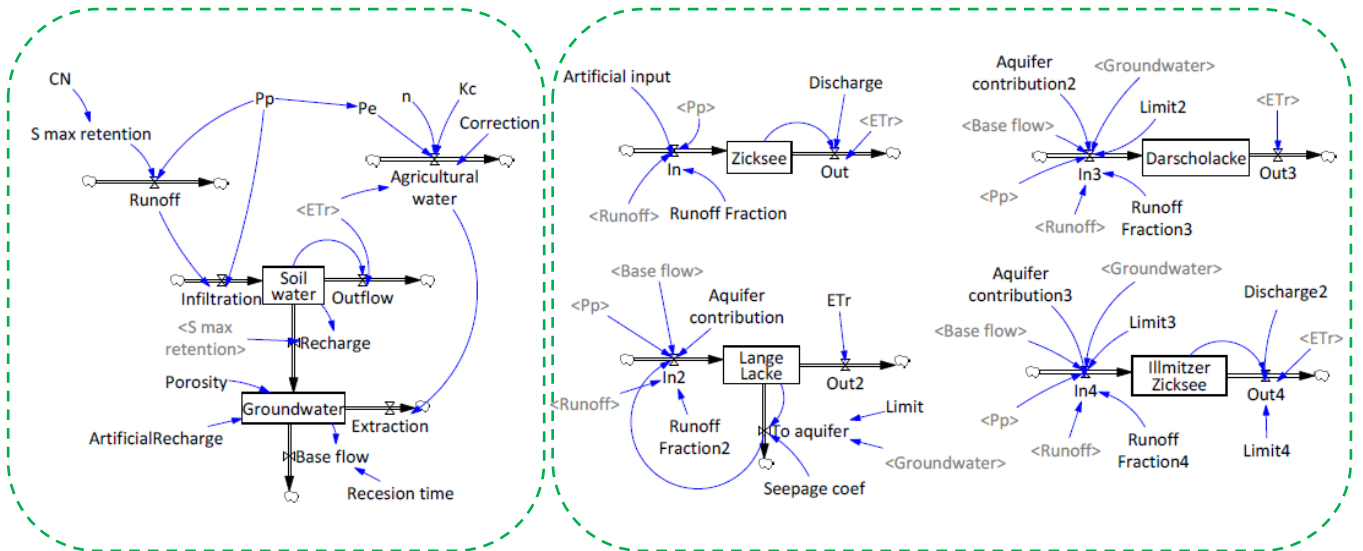 CN
Pp
Pe
n
Kc
Correction
S max retention
Runoff
Agricultural
water
<ETr>
Infiltration
Soil
water
Outflow
<S max
retention>
Recharge
Porosity
Groundwater
Extraction
ArtificialRecharge
Base flow
Recesion time
Artificial input
<Pp>
Discharge
<ETr>
Zicksee
In
Out
<Runoff>
Runoff Fraction
Aquifer
contribution2
<Groundwater>
Limit2
<Base flow>
<ETr>
Darscholacke
In3
Out3
<Pp>
<Runoff>
Runoff
Fraction3
<Base flow>
<Pp>
Aquifer
contribution
ETr
Lange
Lacke
In2
Out2
<Runoff>
Runoff
Fraction2
To aquifer
Limit
<Groundwater>
Seepage coef
Aquifer
contribution3
<Groundwater>
Discharge2
<Base flow>
Limit3
<ETr>
Illmitzer
Zicksee
In4
Out4
<Pp>
<Runoff>
Runoff
Fraction4
Limit4